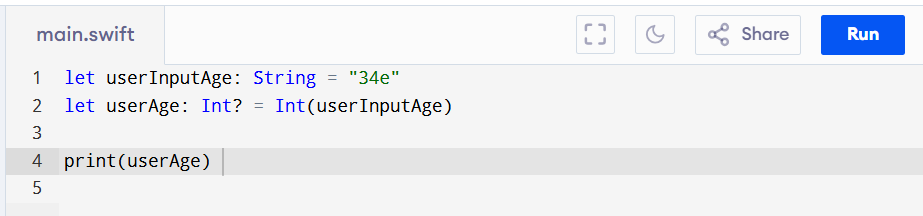 main.swift
Share
Run
1 let userInputAge: String = "34e"
2 let userAge: Int? = Int(userInputAge)
3
4 print(userAge)
5